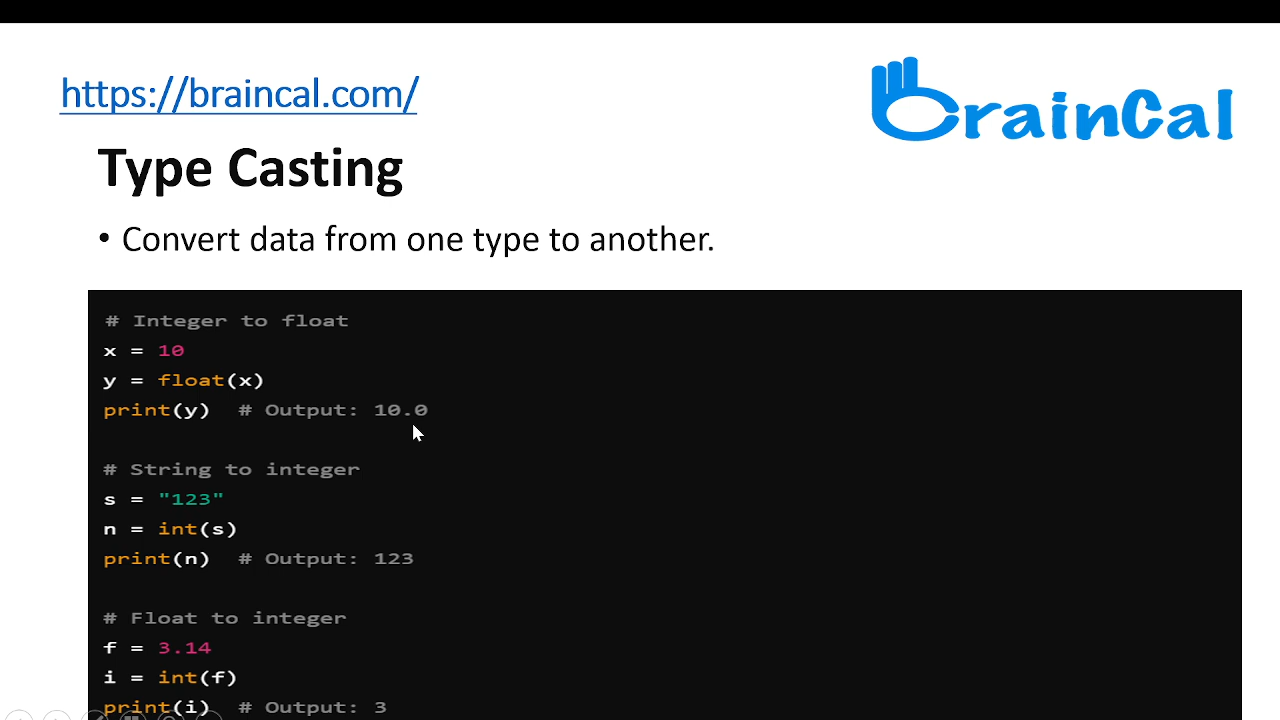 https://braincal.com/
BrainCal
Type Casting
• Convert data from one type to another.
# Integer to float
x = 10
y = float(x)
print(y)  # Output: 10.0
# String to integer
s = "123"
n = int(s)
print(n)  # Output: 123
# Float to integer
f = 3.14
i = int(f)
print(i)  # Output: 3